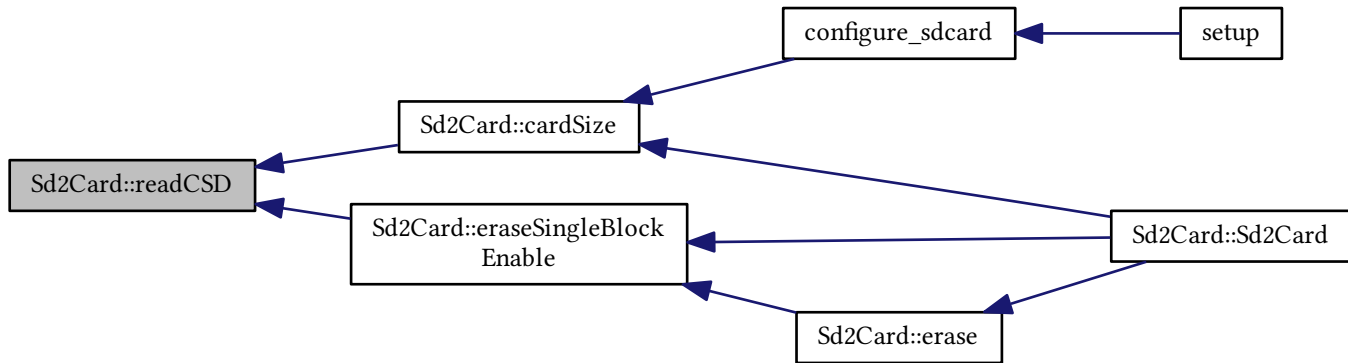 configure_sdcard
setup
Sd2Card::cardSize
Sd2Card::readCSD
Sd2Card::eraseSingleBlock
Enable
Sd2Card::Sd2Card
Sd2Card::erase